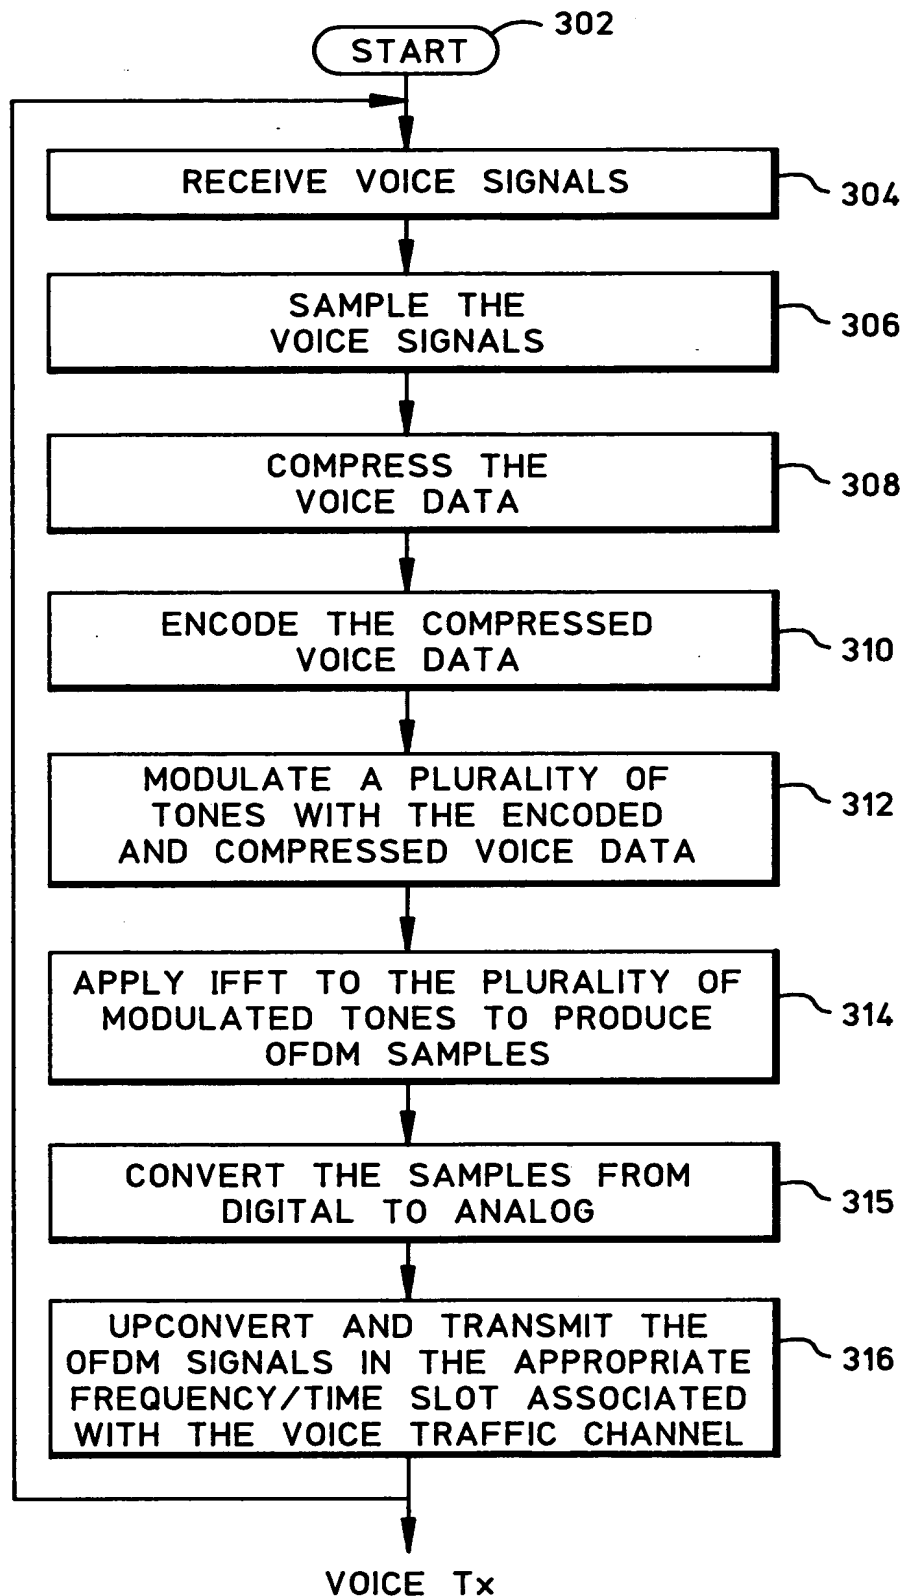 302
START
RECEIVE VOICE SIGNALS
304
SAMPLE THE
VOICE SIGNALS
306
COMPRESS THE
VOICE DATA
308
ENCODE THE COMPRESSED
VOICE DATA
310
MODULATE A PLURALITY OF
TONES WITH THE ENCODED
AND COMPRESSED VOICE DATA
312
APPLY IFFT TO THE PLURALITY OF
MODULATED TONES TO PRODUCE
OFDM SAMPLES
314
CONVERT THE SAMPLES FROM
DIGITAL TO ANALOG
315
UPCONVERT AND TRANSMIT THE
OFDM SIGNALS IN THE APPROPRIATE
FREQUENCY/TIME SLOT ASSOCIATED
WITH THE VOICE TRAFFIC CHANNEL
316
VOICE Tx